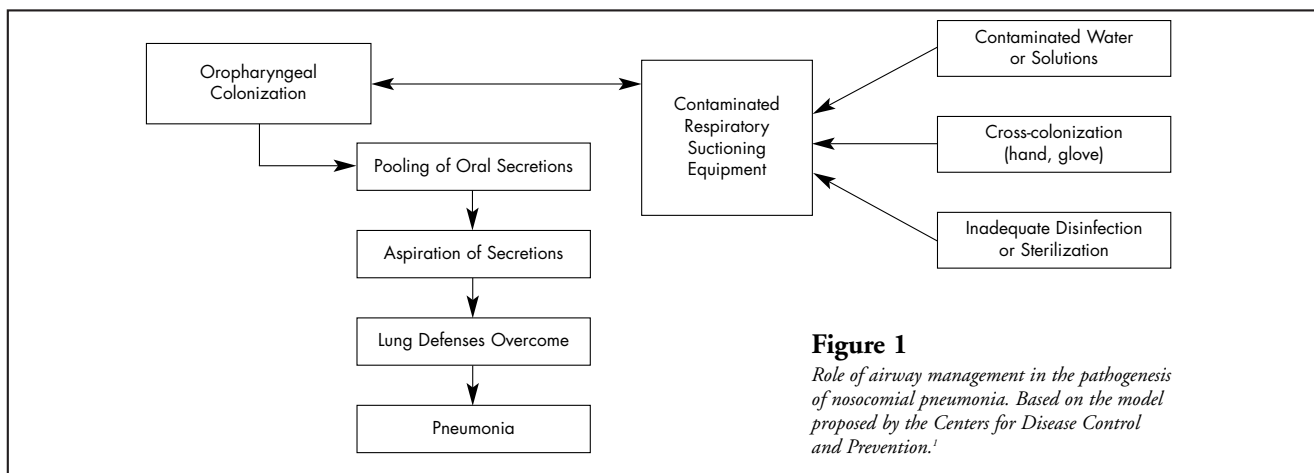 Oropharyngeal
Colonization
Pooling of Oral Secretions
Aspiration of Secretions
Lung Defenses Overcome
Pneumonia
Contaminated
Respiratory
Suctioning
Equipment
Contaminated Water
or Solutions
Cross-colonization
(hand, glove)
Inadequate Disinfection
or Sterilization
Figure 1
Role of airway management in the pathogenesis
of nosocomial pneumonia. Based on the model
proposed by the Centers for Disease Control
and Prevention.¹